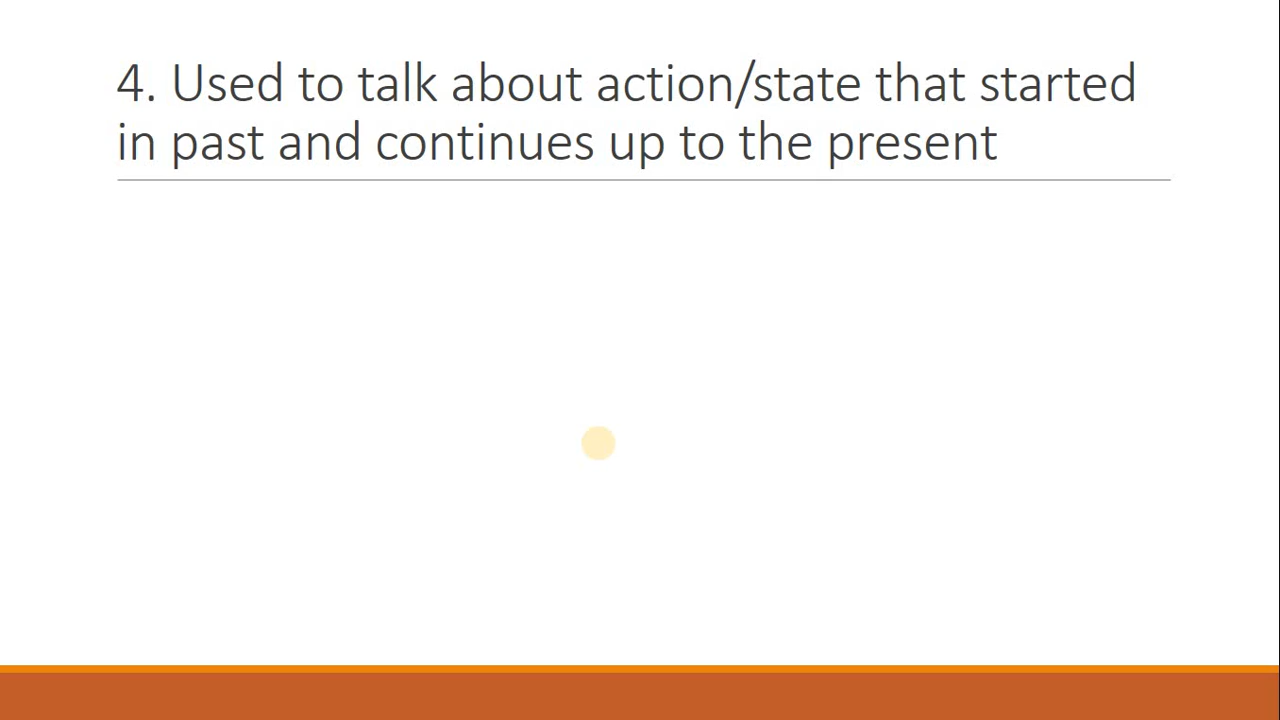 4. Used to talk about action/state that started
in past and continues up to the present